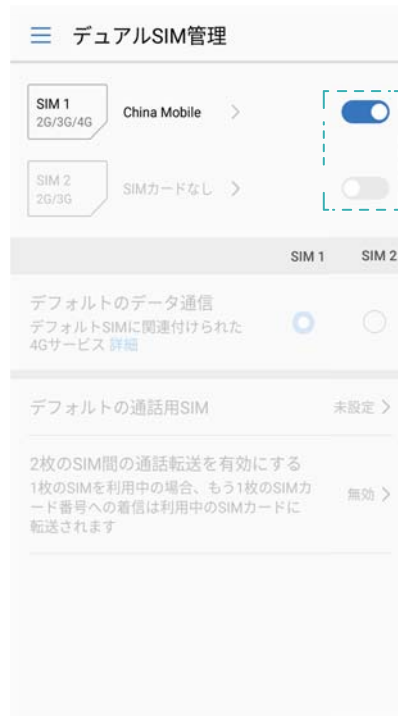 デュアルSIM管理
SIM 1
2G/3G/4G
China Mobile
SIM 2
2G/3G
SIMカードなし
SIM 1 SIM 2
デフォルトのデータ通信
デフォルトSIMに関連付けられた
4Gサービス 詳細
デフォルトの通話用SIM
未設定
2枚のSIM間の通話転送を有効にする
1枚のSIMを利用中の場合、もう1枚のSIMカ
ード番号への着信は利用中のSIMカードに
転送されます
無効